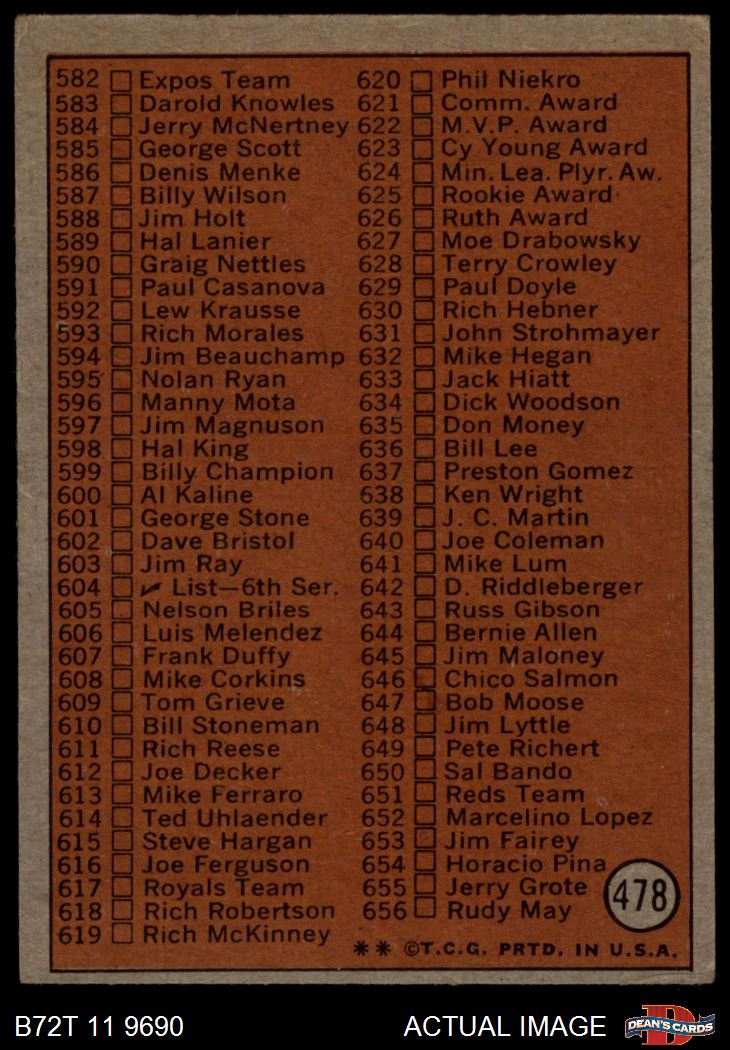 582 Expos Team
583 Darold Knowles
584 Jerry McNertney
585 George Scott
586 Denis Menke
587 Billy Wilson
588 Jim Holt
589 Hal Lanier
590 Graig Nettles
591 Paul Casanova
592 Lew Krausse
593 Rich Morales
594 Jim Beauchamp
595 Nolan Ryan
596 Manny Mota
597 Jim Magnuson
598 Hal King
599 Billy Champion
600 Al Kaline
601 George Stone
602 Dave Bristol
603 Jim Ray
604 ✓ List—6th Ser.
605 Nelson Briles
606 Luis Melendez
607 Frank Duffy
608 Mike Corkins
609 Tom Grieve
610 Bill Stoneman
611 Rich Reese
612 Joe Decker
613 Mike Ferraro
614 Ted Uhlaender
615 Steve Hargan
616 Joe Ferguson
617 Royals Team
618 Rich Robertson
619 Rich McKinney
620 Phil Niekro
621 Comm. Award
622 M.V.P. Award
623 Cy Young Award
624 Min. Lea. Plyr. Aw.
625 Rookie Award
626 Ruth Award
627 Moe Drabowsky
628 Terry Crowley
629 Paul Doyle
630 Rich Hebner
631 John Strohmayer
632 Mike Hegan
633 Jack Hiatt
634 Dick Woodson
635 Don Money
636 Bill Lee
637 Preston Gomez
638 Ken Wright
639 J. C. Martin
640 Joe Coleman
641 Mike Lum
642 D. Riddleberger
643 Russ Gibson
644 Bernie Allen
645 Jim Maloney
646 Chico Salmon
647 Bob Moose
648 Jim Lyttle
649 Pete Richert
650 Sal Bando
651 Reds Team
652 Marcelino Lopez
653 Jim Fairey
654 Horacio Pina
655 Jerry Grote
656 Rudy May
478
** ©T.C.G. PRTD. IN U.S.A.
B72T 11 9690
ACTUAL IMAGE
D
DEAN'S CARDS